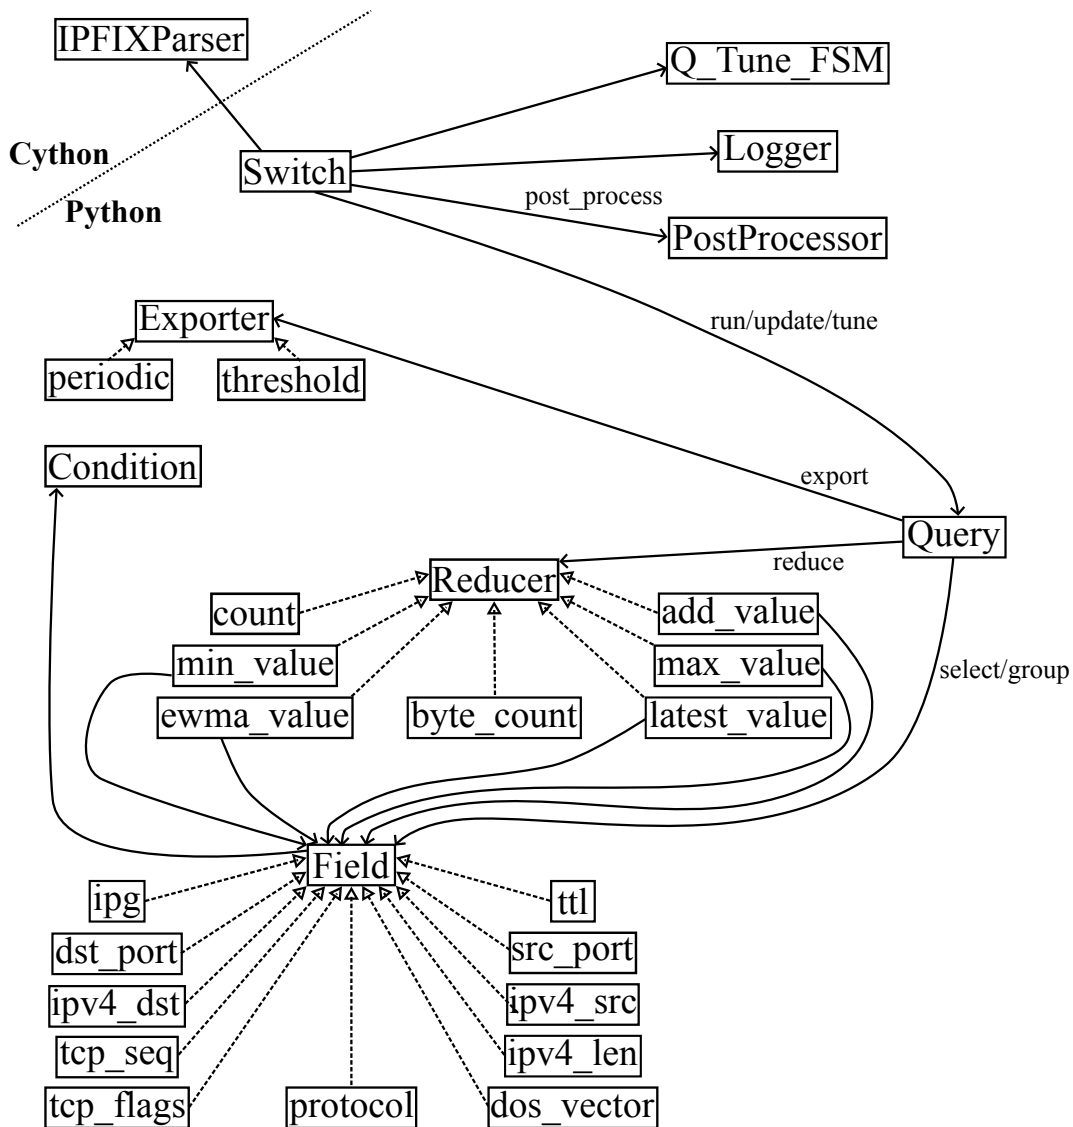 IPFIXParser
Q_Tune_FSM
Cython
Switch
Logger
Python
post_process
PostProcessor
Exporter
run/update/tune
periodic
threshold
Condition
export
Query
reduce
Reducer
count
add_value
min_value
max_value
select/group
ewma_value
byte_count
latest_value
Field
ipg
ttl
dst_port
src_port
ipv4_dst
ipv4_src
tcp_seq
ipv4_len
tcp_flags
protocol
dos_vector